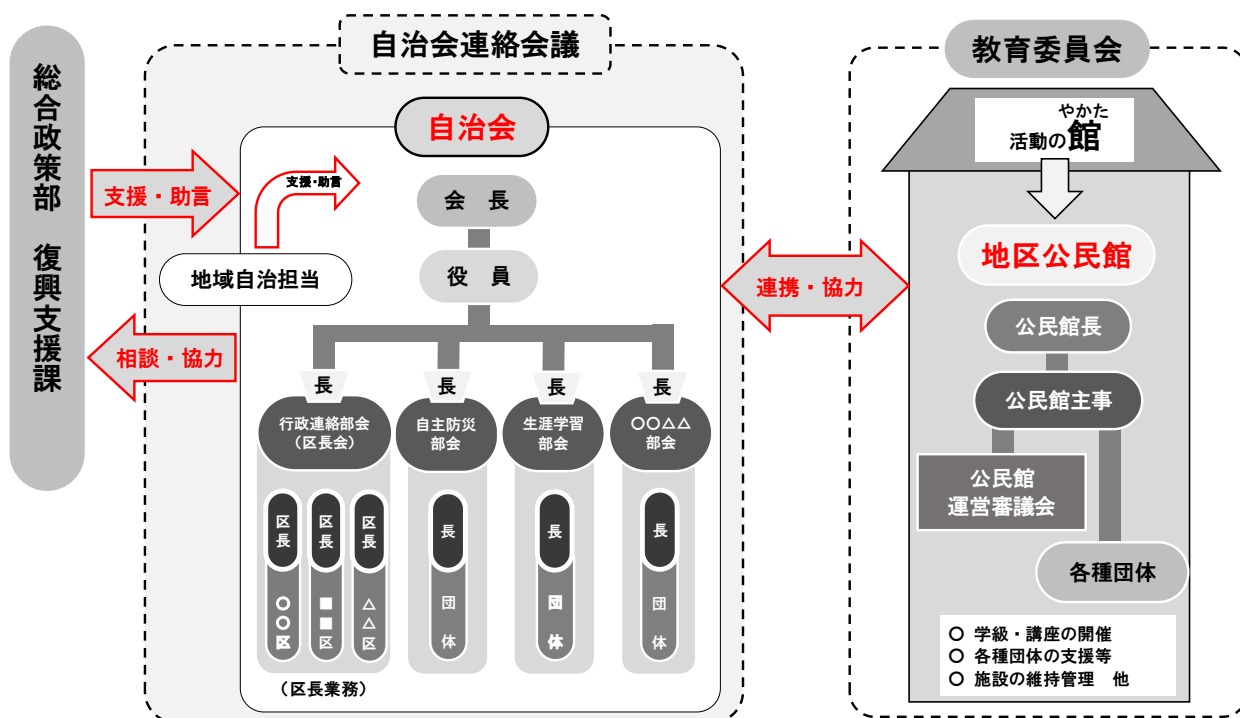 総合政策部 復興支援課
支援・助言
相談・協力
自治会連絡会議
自治会
支援・助言
地域自治担当
会 長
役 員
長
長
長
長
行政連絡部会
（区長会）
自主防災
部会
生涯学習
部会
〇〇△△
部会
区長
区長
区長
長
長
長
〇〇区
■■区
△△区
団体
団体
団体
（区長業務）
連携・協力
教育委員会
やかた
活動の館
地区公民館
公民館長
公民館主事
公民館
運営審議会
各種団体
〇 学級・講座の開催
〇 各種団体の支援等
〇 施設の維持管理 他